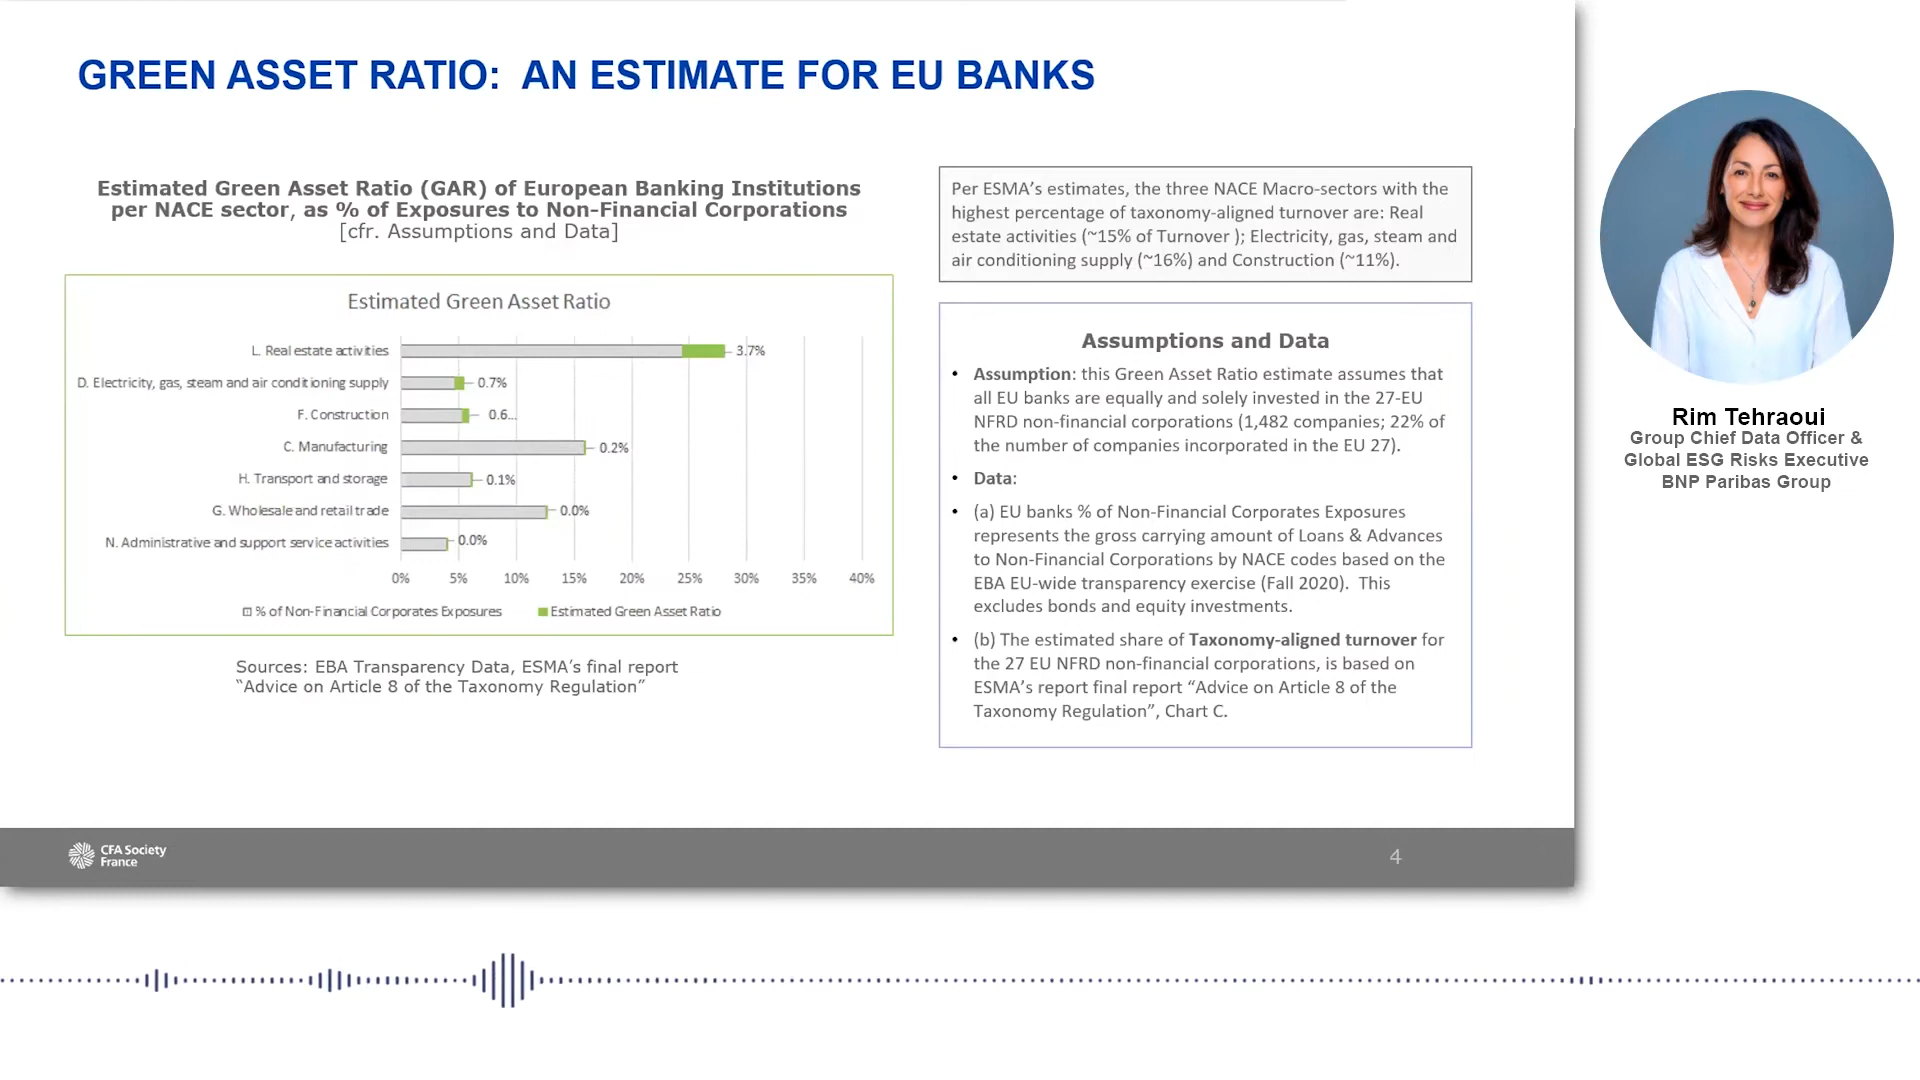 GREEN ASSET RATIO: AN ESTIMATE FOR EU BANKS
Estimated Green Asset Ratio (GAR) of European Banking Institutions
per NACE sector, as % of Exposures to Non-Financial Corporations
[cfr. Assumptions and Data]
Estimated Green Asset Ratio
L. Real estate activities
3.7%
D. Electricity, gas, steam and air conditioning supply
0.7%
F. Construction
0.6...
C. Manufacturing
0.2%
H. Transport and storage
0.1%
G. Wholesale and retail trade
0.0%
N. Administrative and support service activities
0.0%
0% 5% 10% 15% 20% 25% 30% 35% 40%
% of Non-Financial Corporates Exposures
Estimated Green Asset Ratio
Sources: EBA Transparency Data, ESMA's final report
“Advice on Article 8 of the Taxonomy Regulation”
Per ESMA's estimates, the three NACE Macro-sectors with the
highest percentage of taxonomy-aligned turnover are: Real
estate activities (~15% of Turnover ); Electricity, gas, steam and
air conditioning supply (~16%) and Construction (~11%).
Assumptions and Data
• Assumption: this Green Asset Ratio estimate assumes that
all EU banks are equally and solely invested in the 27-EU
NFRD non-financial corporations (1,482 companies; 22% of
the number of companies incorporated in the EU 27).
• Data:
• (a) EU banks % of Non-Financial Corporates Exposures
represents the gross carrying amount of Loans & Advances
to Non-Financial Corporations by NACE codes based on the
EBA EU-wide transparency exercise (Fall 2020). This
excludes bonds and equity investments.
• (b) The estimated share of Taxonomy-aligned turnover for
the 27 EU NFRD non-financial corporations, is based on
ESMA's report final report “Advice on Article 8 of the
Taxonomy Regulation”, Chart C.
CFA Society
France
4
Rim Tehraoui
Group Chief Data Officer &
Global ESG Risks Executive
BNP Paribas Group